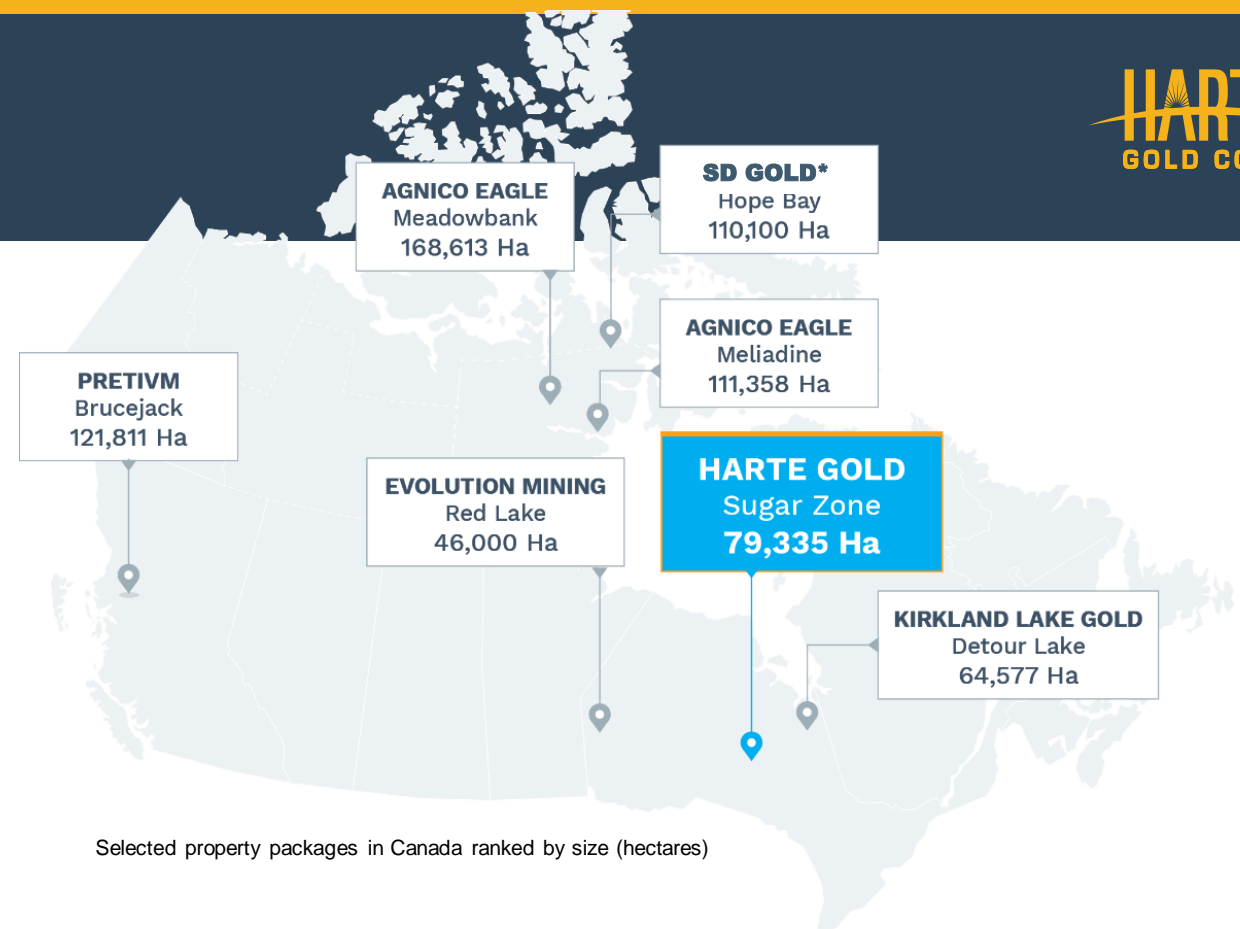 GOLD
AGNICO EAGLE
Meadowbank
168,613 Ha
SD GOLD*
Hope Bay
110,100 Ha
AGNICO EAGLE
Meliadine
111,358 Ha
PRETIVM
Brucejack
121,811 Ha
EVOLUTION MINING
Red Lake
46,000 Ha
HARTE GOLD
Sugar Zone
79,335 Ha
KIRKLAND LAKE GOLD
Detour Lake
64,577 Ha
Selected property packages in Canada ranked by size (hectares)